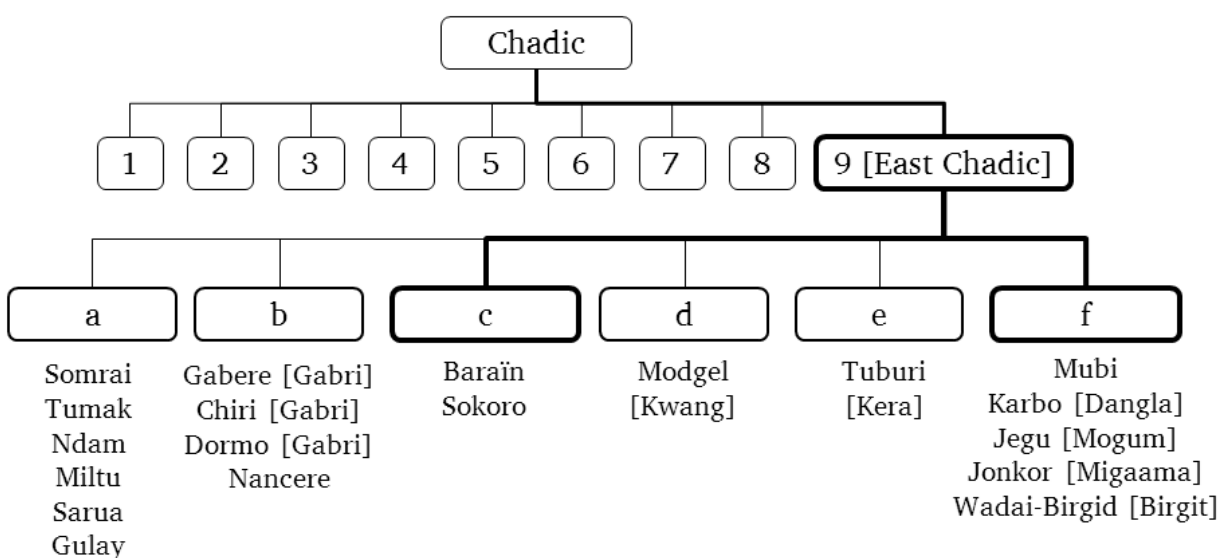 Chadic
1 2 3 4 5 6 7 8 9 [East Chadic]
a b c d e f
Somrai
Tumak
Ndam
Miltu
Sarua
Gulay
Gabere [Gabri]
Chiri [Gabri]
Dormo [Gabri]
Nancere
Baraïn
Sokoro
Modgel
[Kwang]
Tuburi
[Kera]
Mubi
Karbo [Dangla]
Jegu [Mogum]
Jonkor [Migaama]
Wadai-Birgid [Birgit]